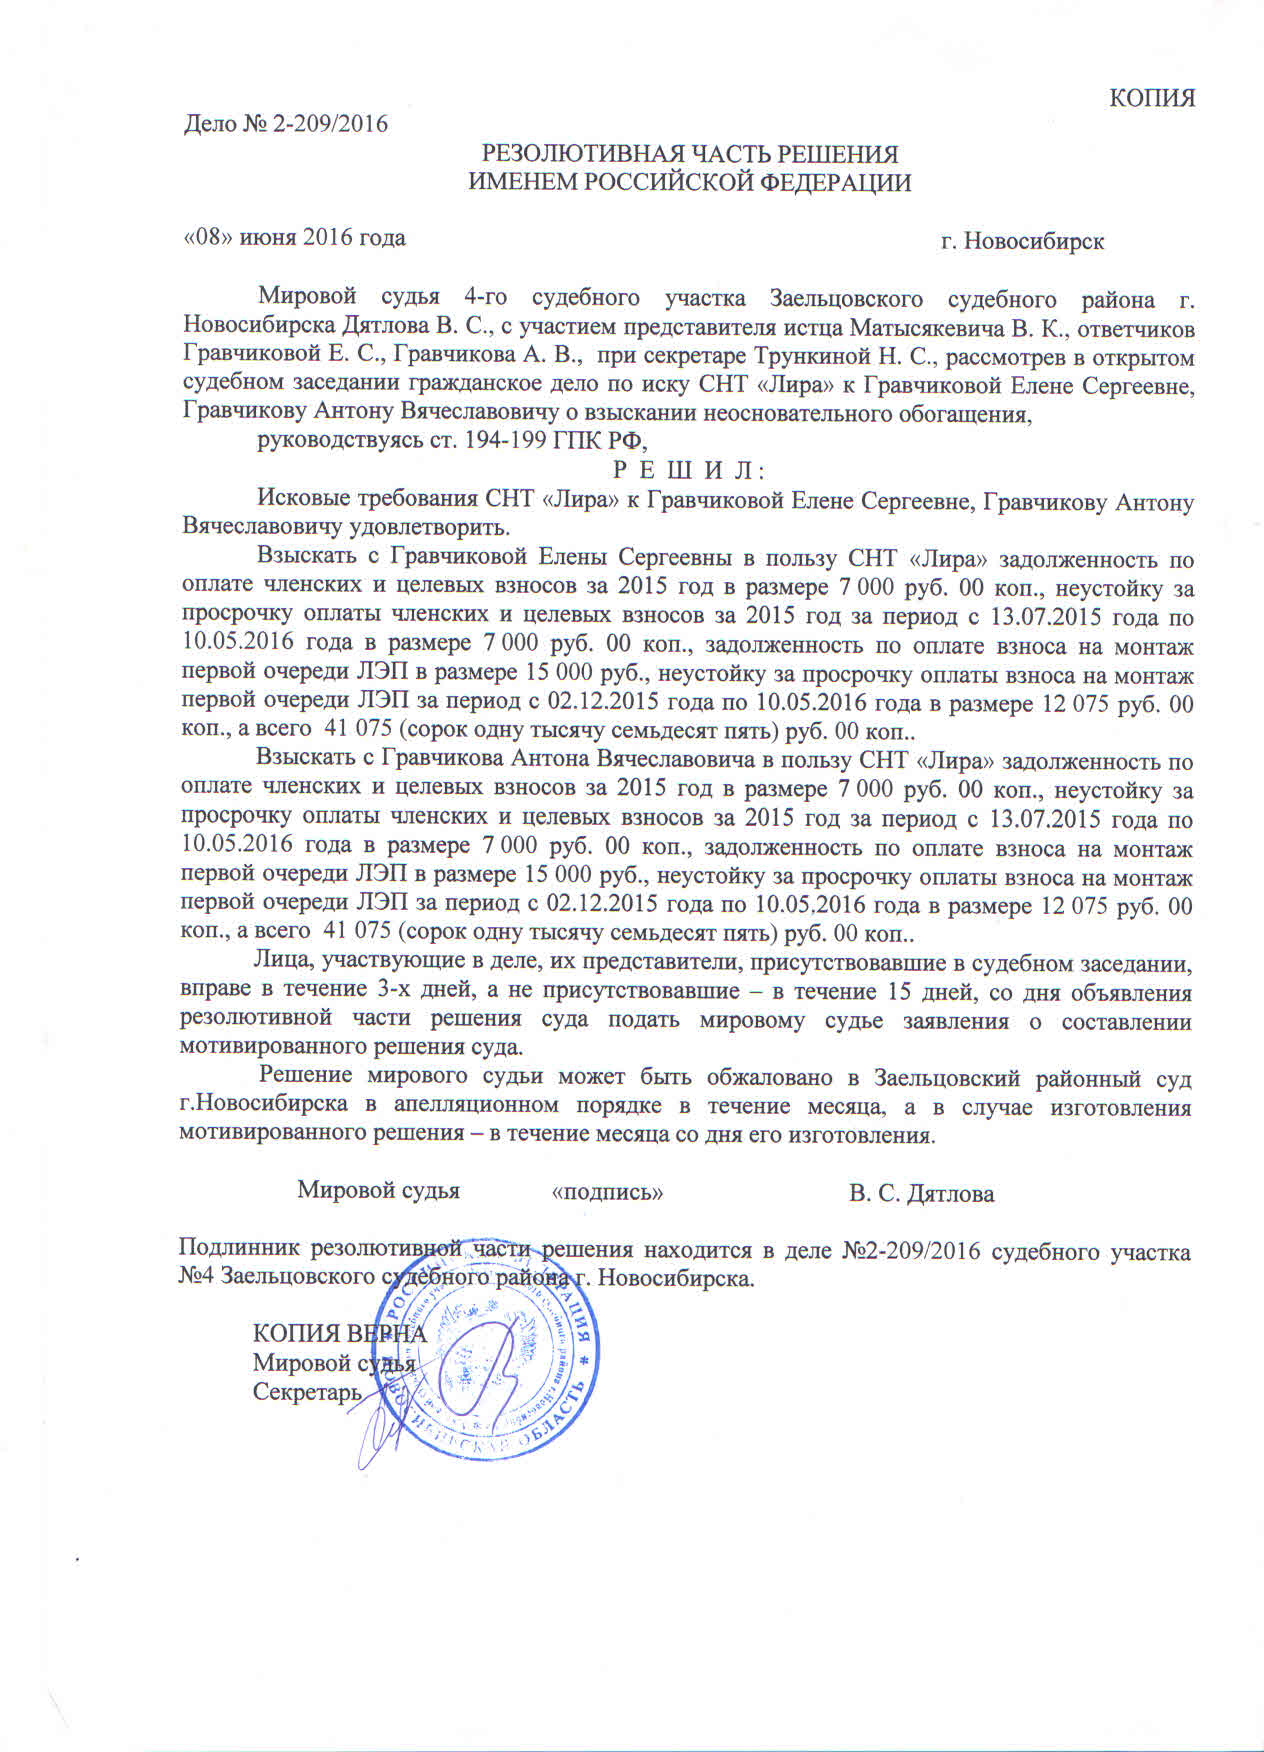 КОПИЯ
Дело № 2-209/2016
РЕЗОЛЮТИВНАЯ ЧАСТЬ РЕШЕНИЯ
ИМЕНЕМ РОССИЙСКОЙ ФЕДЕРАЦИИ
«08» июня 2016 года г. Новосибирск
Мировой судья 4-го судебного участка Заельцовского судебного района г.
Новосибирска Дятлова В. С., с участием представителя истца Матысякевича В. К., ответчиков
Гравчиковой Е. С., Гравчикова А. В., при секретаре Трункиной Н. С., рассмотрев в открытом
судебном заседании гражданское дело по иску СНТ «Лира» к Гравчиковой Елене Сергеевне,
Гравчикову Антону Вячеславовичу о взыскании неосновательного обогащения,
руководствуясь ст. 194-199 ГПК РФ,
Р Е Ш И Л :
Исковые требования СНТ «Лира» к Гравчиковой Елене Сергеевне, Гравчикову Антону
Вячеславовичу удовлетворить.
Взыскать с Гравчиковой Елены Сергеевны в пользу СНТ «Лира» задолженность по
оплате членских и целевых взносов за 2015 год в размере 7 000 руб. 00 коп., неустойку за
просрочку оплаты членских и целевых взносов за 2015 год за период с 13.07.2015 года по
10.05.2016 года в размере 7 000 руб. 00 коп., задолженность по оплате взноса на монтаж
первой очереди ЛЭП в размере 15 000 руб., неустойку за просрочку оплаты взноса на монтаж
первой очереди ЛЭП за период с 02.12.2015 года по 10.05.2016 года в размере 12 075 руб. 00
коп., а всего 41 075 (сорок одну тысячу семьдесят пять) руб. 00 коп..
Взыскать с Гравчикова Антона Вячеславовича в пользу СНТ «Лира» задолженность по
оплате членских и целевых взносов за 2015 год в размере 7 000 руб. 00 коп., неустойку за
просрочку оплаты членских и целевых взносов за 2015 год за период с 13.07.2015 года по
10.05.2016 года в размере 7 000 руб. 00 коп., задолженность по оплате взноса на монтаж
первой очереди ЛЭП в размере 15 000 руб., неустойку за просрочку оплаты взноса на монтаж
первой очереди ЛЭП за период с 02.12.2015 года по 10.05.2016 года в размере 12 075 руб. 00
коп., а всего 41 075 (сорок одну тысячу семьдесят пять) руб. 00 коп..
Лица, участвующие в деле, их представители, присутствовавшие в судебном заседании,
вправе в течение 3-х дней, а не присутствовавшие – в течение 15 дней, со дня объявления
резолютивной части решения суда подать мировому судье заявления о составлении
мотивированного решения суда.
Решение мирового судьи может быть обжаловано в Заельцовский районный суд
г.Новосибирска в апелляционном порядке в течение месяца, а в случае изготовления
мотивированного решения – в течение месяца со дня его изготовления.
Мировой судья «подпись» В. С. Дятлова
Подлинник резолютивной части решения находится в деле №2-209/2016 судебного участка
№4 Заельцовского судебного района г. Новосибирска.
КОПИЯ ВЕРНА
Мировой судья
Секретарь
РОССИЙСКАЯ ФЕДЕРАЦИЯ * НОВОСИБИРСКАЯ ОБЛАСТЬ *